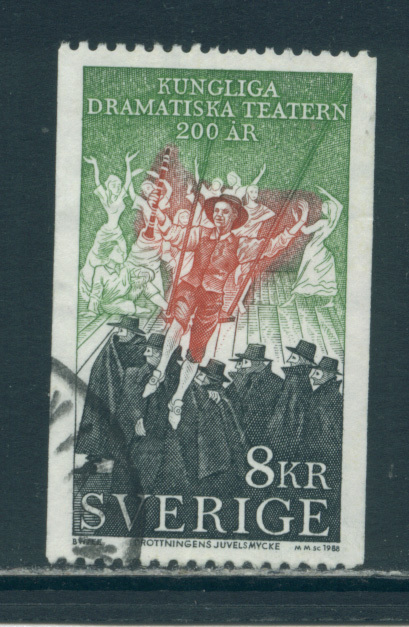 KUNGLIGA
DRAMATISKA TEATERN
200 ÅR
8KR
SVERIGE
DROTTNINGENS JUVELSMYCKE M M SC 1988